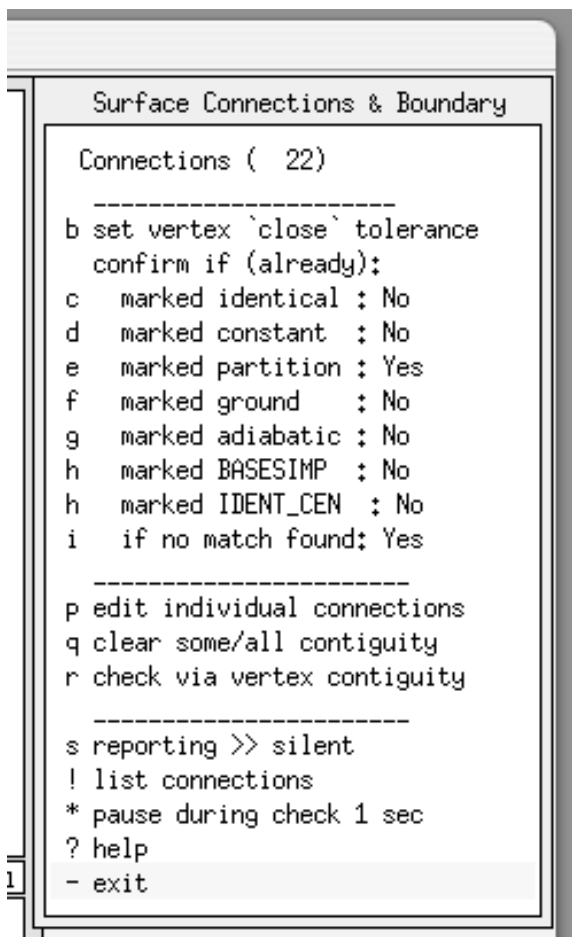 Surface Connections & Boundary
Connections (  22)
______________________
b set vertex `close` tolerance
confirm if (already):
c   marked identical : No
d   marked constant  : No
e   marked partition : Yes
f   marked ground    : No
g   marked adiabatic : No
h   marked BASESIMP  : No
h   marked IDENT_CEN  : No
i   if no match found: Yes
_______________________
p edit individual connections
q clear some/all contiguity
r check via vertex contiguity
_______________________
s reporting >> silent
! list connections
* pause during check 1 sec
? help
- exit